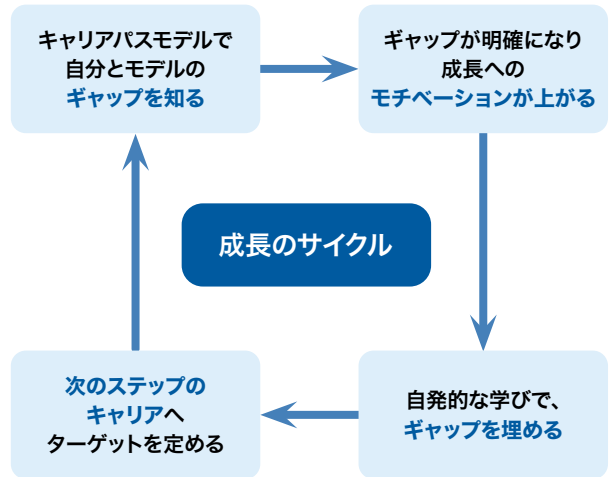 キャリアパスモデルで
自分とモデルの
ギャップを知る
ギャップが明確になり
成長への
モチベーションが上がる
成長のサイクル
次のステップの
キャリアへ
ターゲットを定める
自発的な学びで、
ギャップを埋める